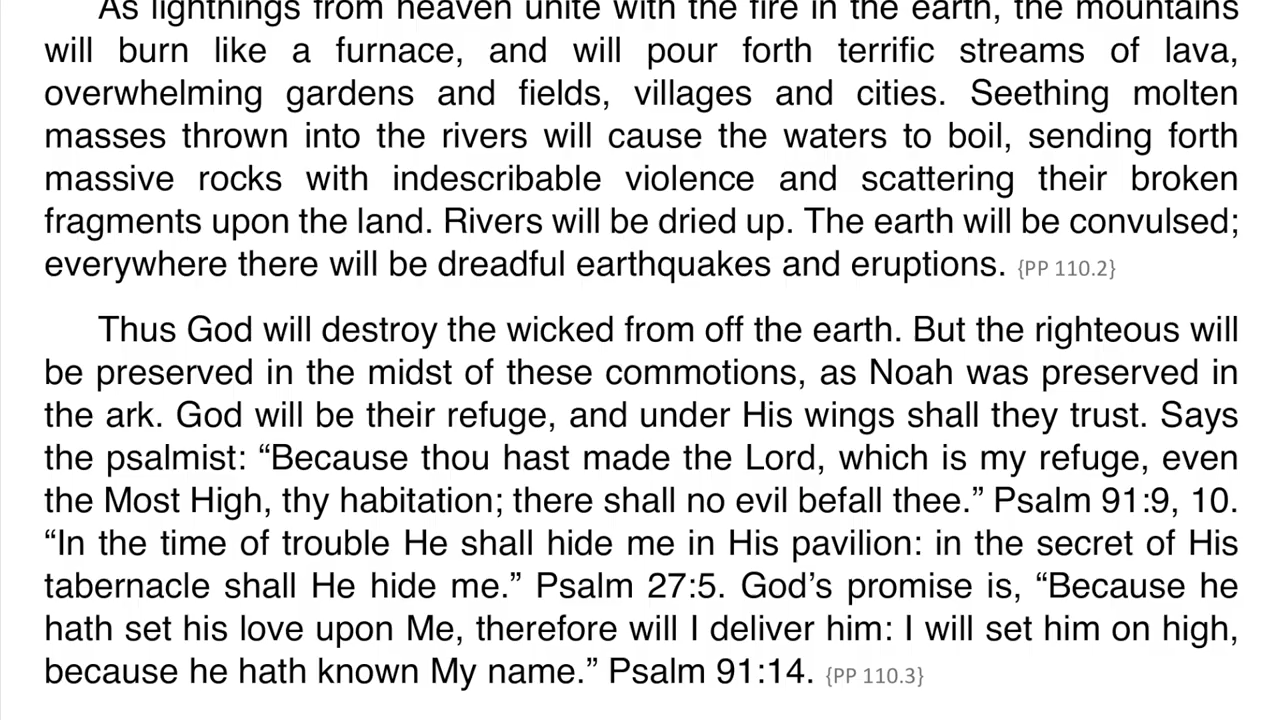 As lightnings from heaven unite with the fire in the earth, the mountains
will burn like a furnace, and will pour forth terrific streams of lava,
overwhelming gardens and fields, villages and cities. Seething molten
masses thrown into the rivers will cause the waters to boil, sending forth
massive rocks with indescribable violence and scattering their broken
fragments upon the land. Rivers will be dried up. The earth will be convulsed;
everywhere there will be dreadful earthquakes and eruptions. {PP 110.2}
Thus God will destroy the wicked from off the earth. But the righteous will
be preserved in the midst of these commotions, as Noah was preserved in
the ark. God will be their refuge, and under His wings shall they trust. Says
the psalmist: “Because thou hast made the Lord, which is my refuge, even
the Most High, thy habitation; there shall no evil befall thee.” Psalm 91:9, 10.
“In the time of trouble He shall hide me in His pavilion: in the secret of His
tabernacle shall He hide me.” Psalm 27:5. God’s promise is, “Because he
hath set his love upon Me, therefore will I deliver him: I will set him on high,
because he hath known My name.” Psalm 91:14. {PP 110.3}